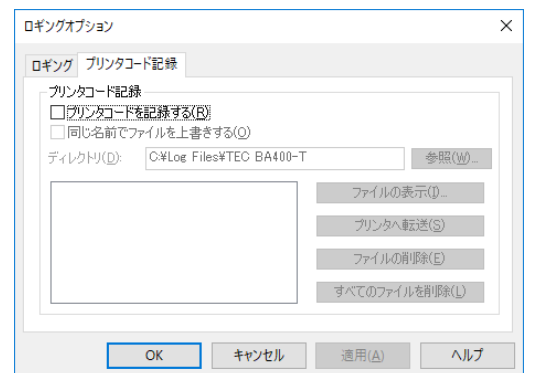 ロギングオプション
ロギング プリンタコード記録
プリンタコード記録
プリンタコードを記録する(R)
同じ名前でファイルを上書きする(O)
ディレクトリ(D): C:¥Log Files¥TEC BA400-T 参照(W)...
ファイルの表示(I)...
プリンタへ転送(S)
ファイルの削除(E)
すべてのファイルを削除(L)
OK キャンセル 適用(A) ヘルプ